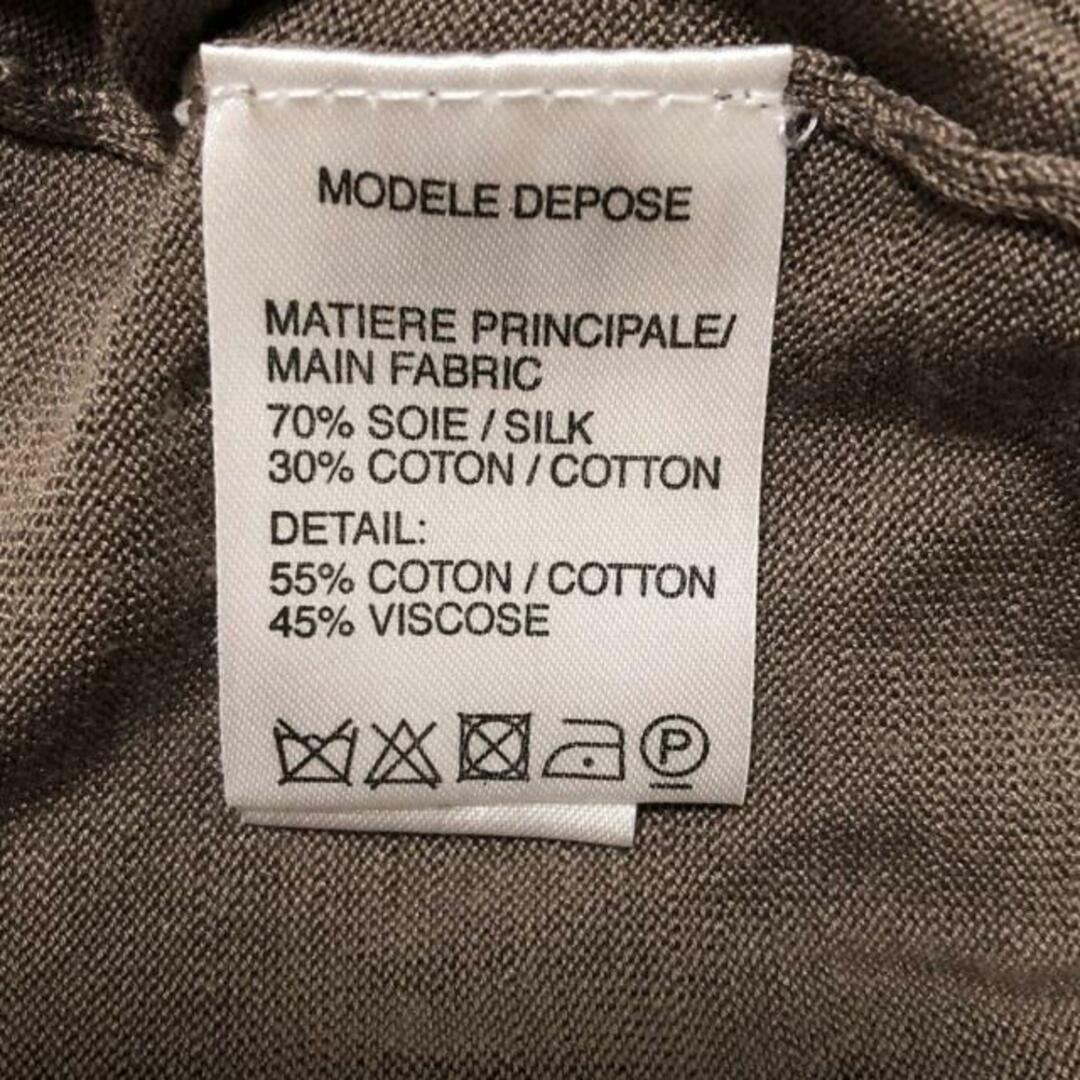 MODELE DEPOSE
MATIERE PRINCIPALE/
MAIN FABRIC
70% SOIE / SILK
30% COTON / COTTON
DETAIL:
55% COTON / COTTON
45% VISCOSE
P